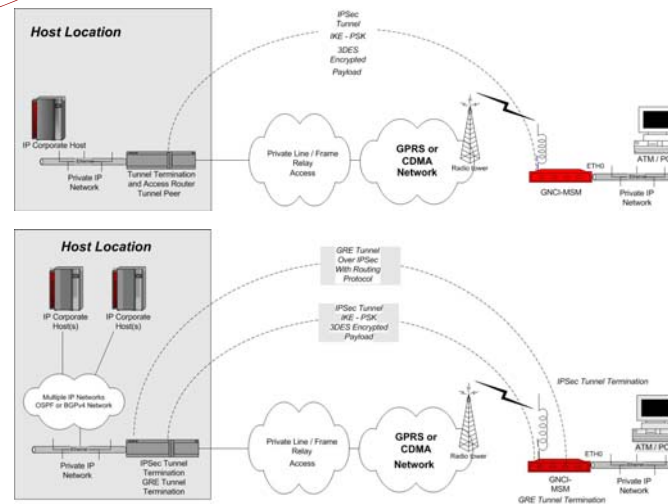 Host Location
IPSec
Tunnel
IKE - PSK
3DES
Encrypted
Payload
IP Corporate Host
Ethernet
Private IP
Network
Tunnel Termination
and Access Router
Tunnel Peer
Private Line / Frame
Relay
Access
GPRS or
CDMA
Network
Radio tower
ETH0
GNCI-MSM
ATM / PC
Private IP
Network
Host Location
GRE Tunnel
Over IPSec
With Routing
Protocol
IP Corporate
Host(s)
IP Corporate
Host(s)
IPSec Tunnel
IKE - PSK
3DES Encrypted
Payload
Multiple IP Networks
OSPF or BGPv4 Network
IPSec Tunnel Termination
Ethernet
Private IP
Network
IPSec Tunnel
Termination
GRE Tunnel
Termination
Private Line / Frame
Relay
Access
GPRS or
CDMA
Network
Radio tower
ETH0
ATM / PC
GNCI-
MSM
GRE Tunnel Termination
Private IP
Network